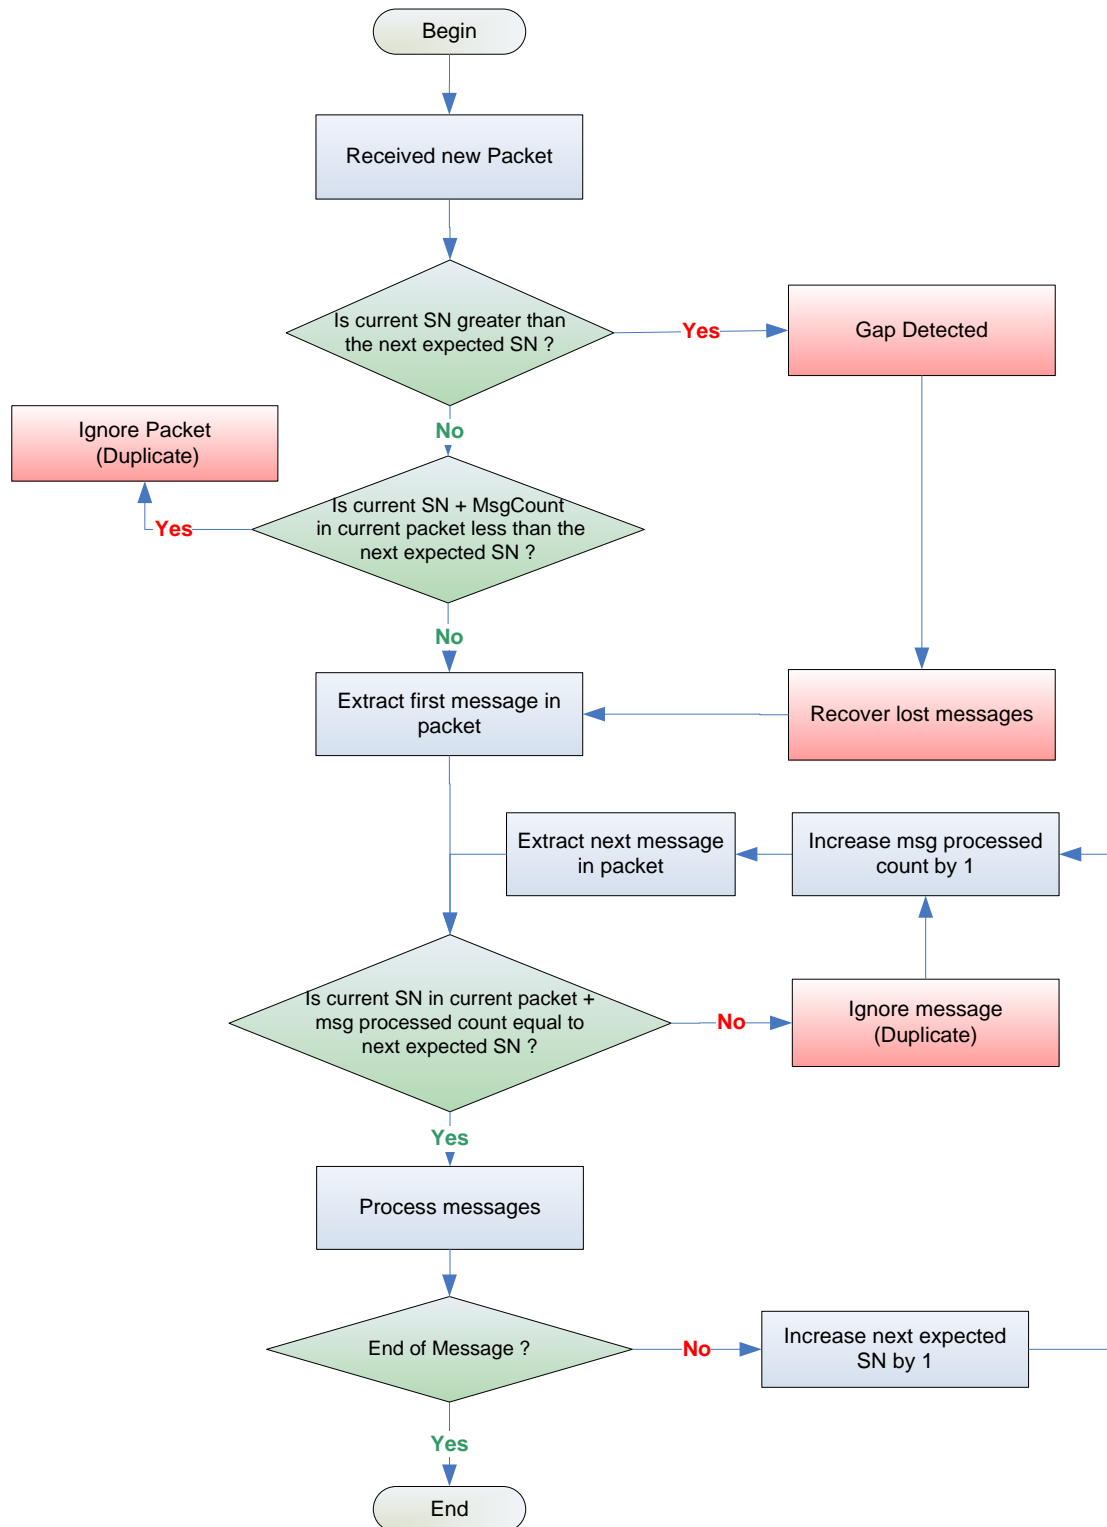 Begin
Received new Packet
Is current SN greater than
the next expected SN ?
Yes
Gap Detected
No
Ignore Packet
(Duplicate)
Is current SN + MsgCount
in current packet less than the
next expected SN ?
Yes
No
Extract first message in
packet
Recover lost messages
Extract next message
in packet
Increase msg processed
count by 1
Is current SN in current packet +
msg processed count equal to
next expected SN ?
No
Ignore message
(Duplicate)
Yes
Process messages
End of Message ?
No
Increase next expected
SN by 1
Yes
End